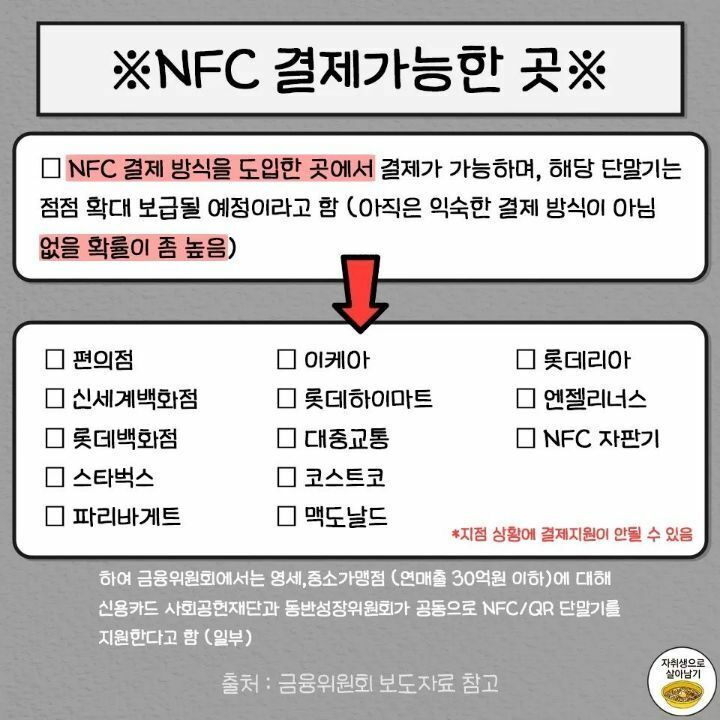 ※NFC 결제가능한 곳※
□ NFC 결제 방식을 도입한 곳에서 결제가 가능하며, 해당 단말기는
점점 확대 보급될 예정이라고 함 (아직은 익숙한 결제 방식이 아님
없을 확률이 좀 높음)
□ 편의점
□ 신세계백화점
□ 롯데백화점
□ 스타벅스
□ 파리바게트
□ 이케아
□ 롯데하이마트
□ 대중교통
□ 코스트코
□ 맥도날드
□ 롯데리아
□ 엔젤리너스
□ NFC 자판기
*지점 상황에 결제지원이 안될 수 있음
하여 금융위원회에서는 영세,중소가맹점 (연매출 30억원 이하)에 대해
신용카드 사회공헌재단과 동반성장위원회가 공동으로 NFC/QR 단말기를
지원한다고 함 (일부)
출처 : 금융위원회 보도자료 참고
자취생으로
살아남기